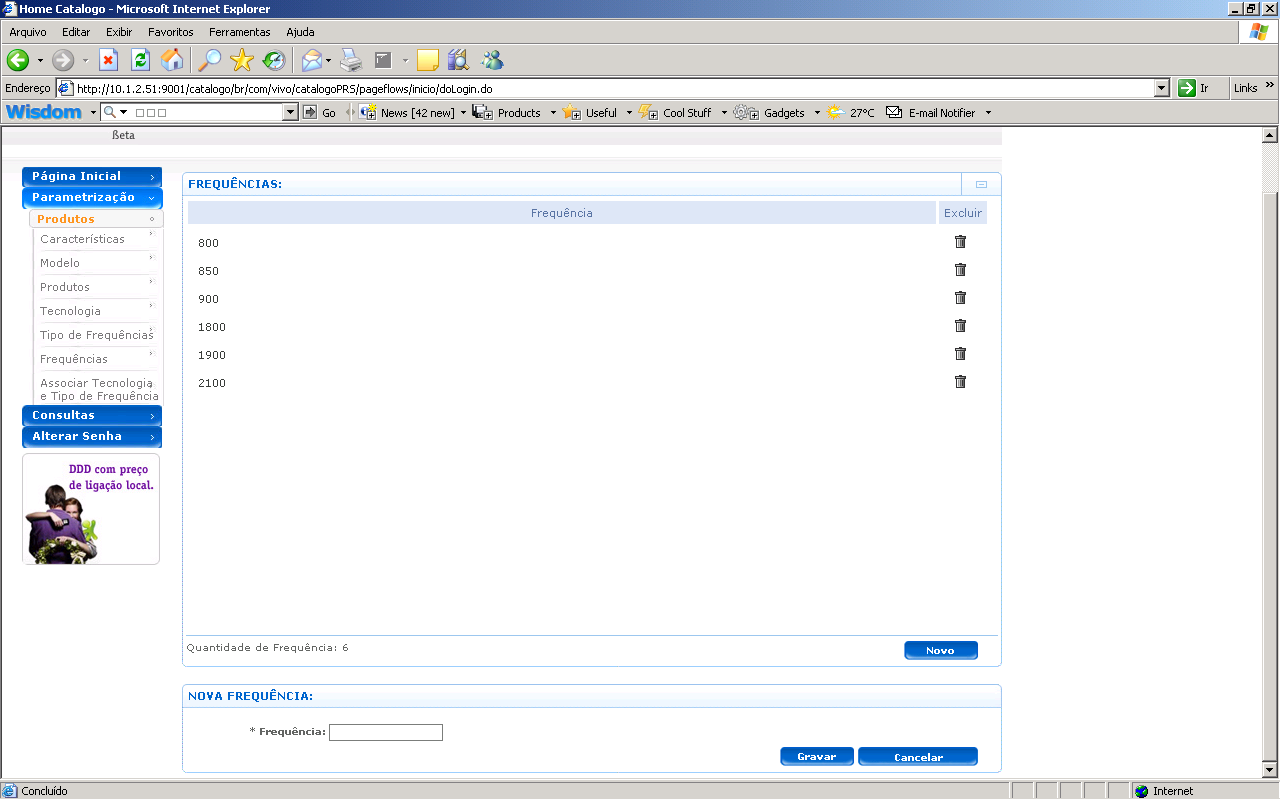 Home Catalogo - Microsoft Internet Explorer
Arquivo Editar Exibir Favoritos Ferramentas Ajuda
Endereço http://10.1.2.51:9001/catalogo/br/com/vivo/catalogoPRS/pageflows/inicio/doLogin.do Ir Links »
Wisdom Go News [42 new] Products Useful Cool Stuff Gadgets 27°C E-mail Notifier
ßeta
Página Inicial
Parametrização
Produtos
Características
Modelo
Produtos
Tecnologia
Tipo de Frequências
Frequências
Associar Tecnologia
e Tipo de Frequência
Consultas
Alterar Senha
DDD com preço
de ligação local.
FREQUÊNCIAS:
Frequência Excluir
800
850
900
1800
1900
2100
Quantidade de Frequência: 6
Novo
NOVA FREQUÊNCIA:
* Frequência:
Gravar Cancelar
Concluído Internet